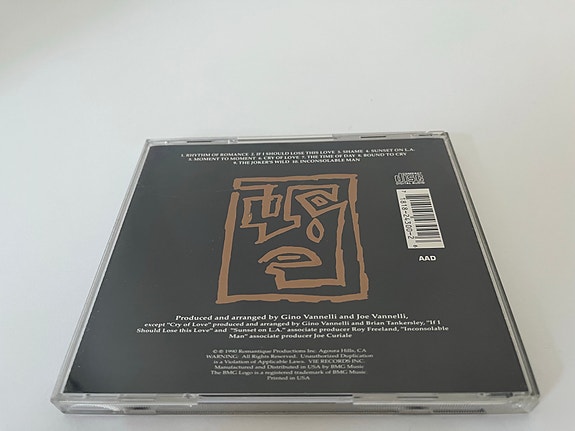 1. RHYTHM OF ROMANCE 2. IF I SHOULD LOSE THIS LOVE 3. SHAME 4. SUNSET ON L.A.
5. MOMENT TO MOMENT 6. CRY OF LOVE 7. THE TIME OF DAY 8. BOUND TO CRY
9. THE JOKER'S WILD 10. INCONSOLABLE MAN
COMPACT
disc
DIGITAL AUDIO
AAD
Produced and arranged by Gino Vannelli and Joe Vannelli,
except "Cry of Love" produced and arranged by Gino Vannelli and Brian Tankersley, "If I
Should Lose this Love" and "Sunset on L.A." associate producer Roy Freeland, "Inconsolable
Man" associate producer Joe Curiale
© ℗ 1990 Romantique Productions Inc. Agoura Hills, CA
WARNING: All Rights Reserved. Unauthorized Duplication
is a Violation of Applicable Laws. VIE RECORDS INC.
Manufactured and Distributed in USA by BMG Music.
The BMG Logo is a registered trademark of BMG Music.
Printed in USA